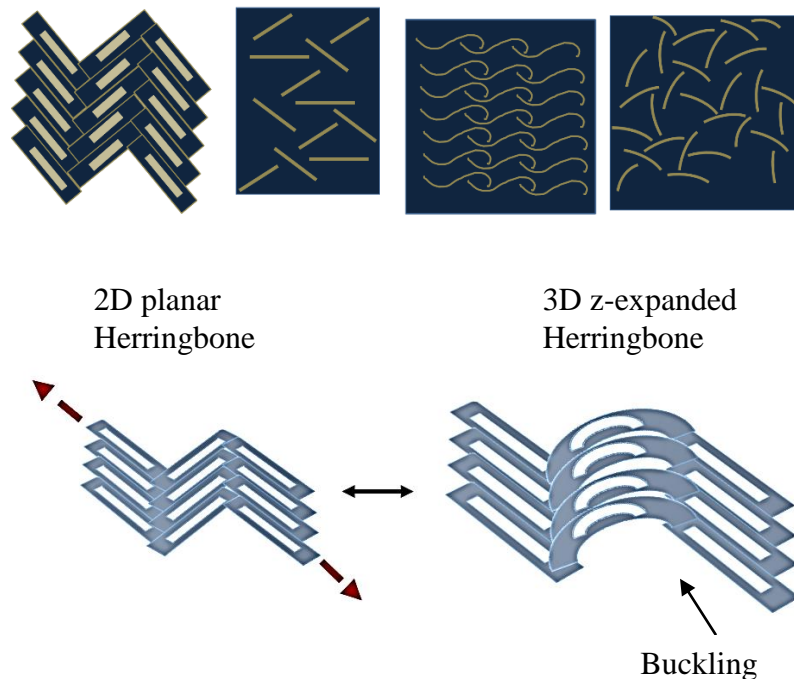 2D planar
Herringbone
3D z-expanded
Herringbone
Buckling